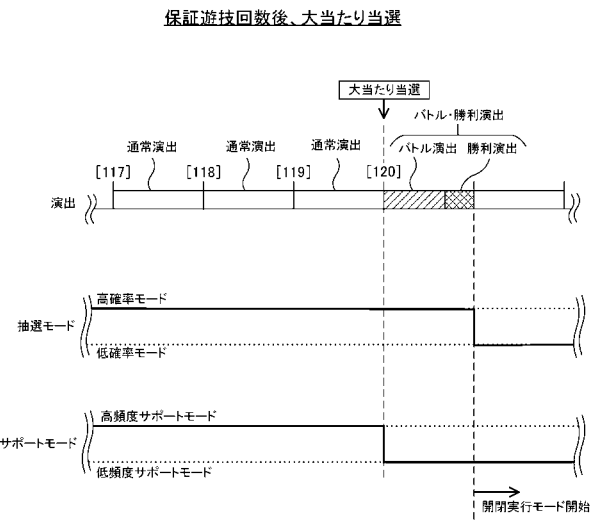 保証遊技回数後、大当たり当選
大当たり当選
バトル・勝利演出
通常演出 通常演出 通常演出 バトル演出 勝利演出
[117] [118] [119] [120]
演出
高確率モード
抽選モード
低確率モード
高頻度サポートモード
サポートモード
低頻度サポートモード
開閉実行モード開始